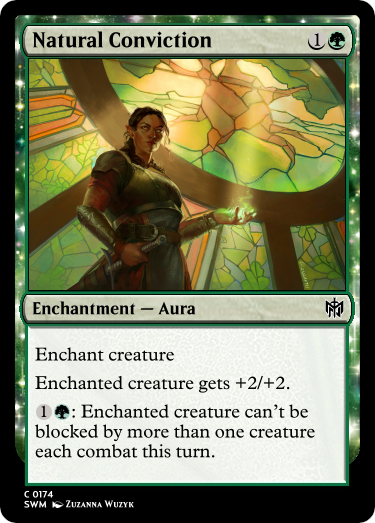 Natural Conviction 1
Enchantment — Aura
Enchant creature
Enchanted creature gets +2/+2.
1: Enchanted creature can't be
blocked by more than one creature
each combat this turn.
C 0174
SWM Zuzanna Wuzyk